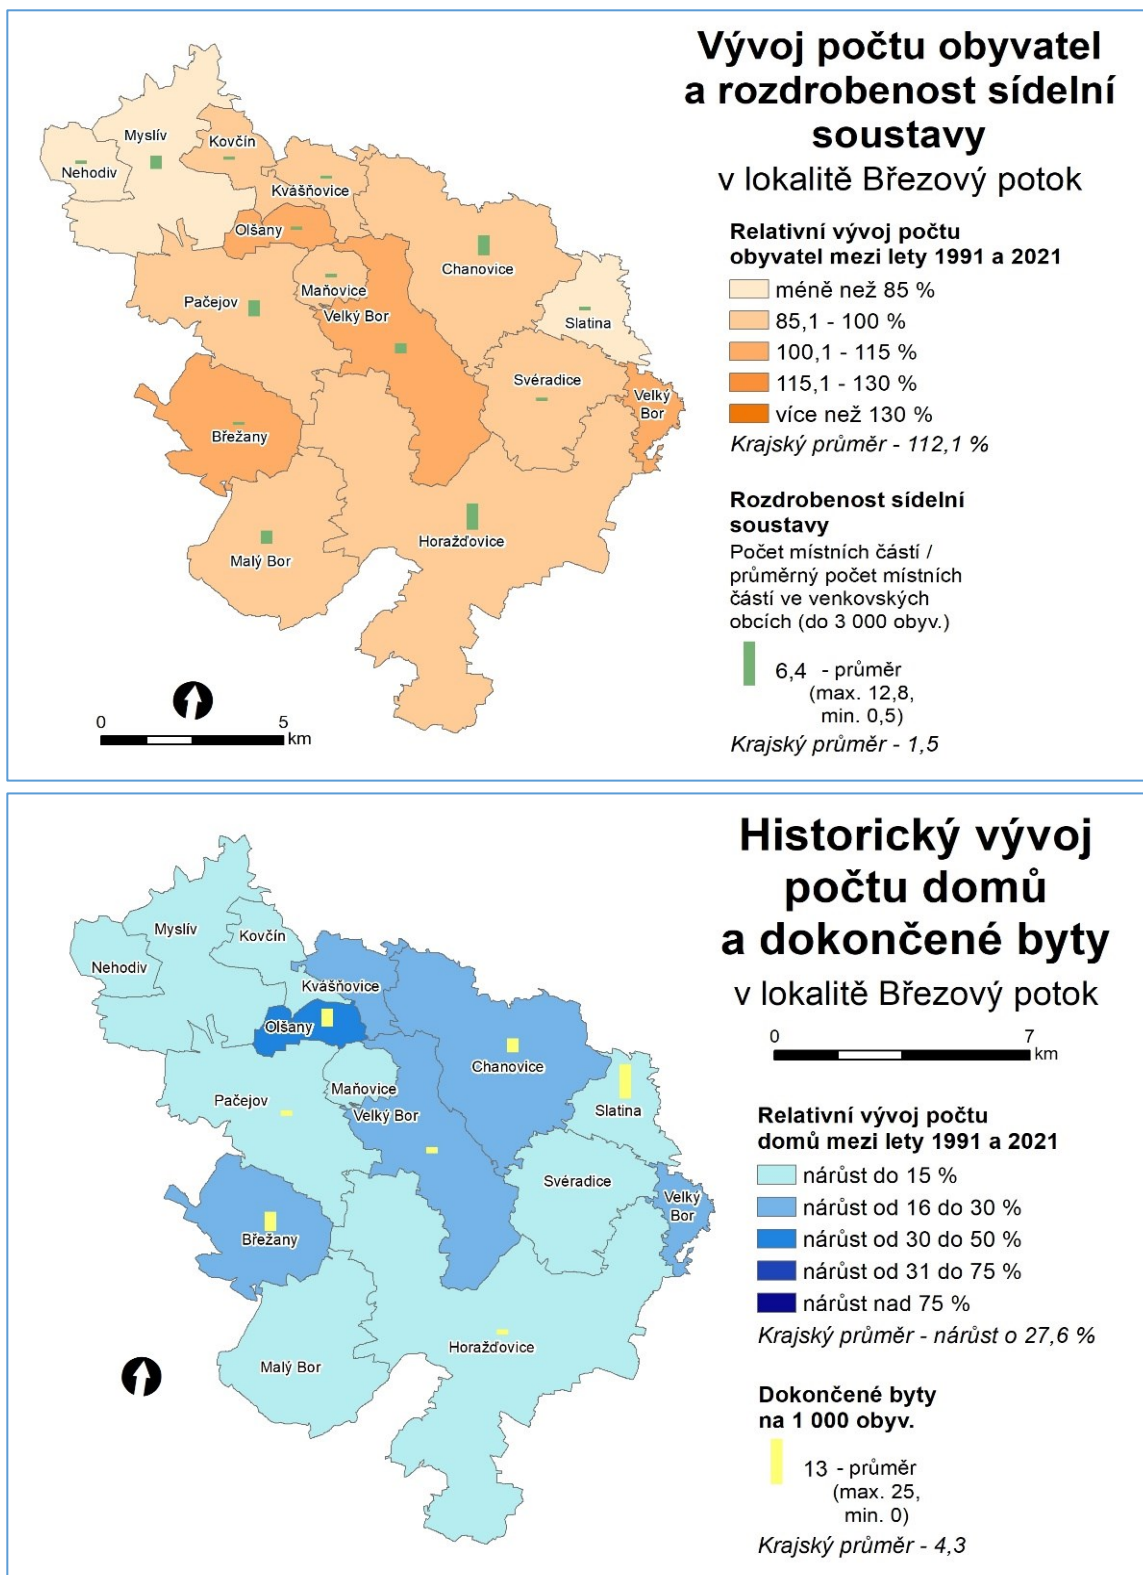 Vývoj počtu obyvatel
a rozdrobenost sídelní
soustavy
v lokalitě Březový potok
Myslív
Kovčín
Nehodiv
Kvášňovice
Olšany
Chanovice
Maňovice
Pačejov
Velký Bor
Slatina
Svéradice
Velký
Bor
Břežany
Horažďovice
Malý Bor
Relativní vývoj počtu
obyvatel mezi lety 1991 a 2021
méně než 85 %
85,1 - 100 %
100,1 - 115 %
115,1 - 130 %
více než 130 %
Krajský průměr - 112,1 %
Rozdrobenost sídelní
soustavy
Počet místních částí /
průměrný počet místních
částí ve venkovských
obcích (do 3 000 obyv.)
6,4 - průměr
(max. 12,8,
min. 0,5)
Krajský průměr - 1,5
0 5
km
Historický vývoj
počtu domů
a dokončené byty
v lokalitě Březový potok
0 7
km
Myslív
Kovčín
Nehodiv
Kvášňovice
Olšany
Chanovice
Maňovice
Pačejov
Velký Bor
Slatina
Svéradice
Velký
Bor
Břežany
Horažďovice
Malý Bor
Relativní vývoj počtu
domů mezi lety 1991 a 2021
nárůst do 15 %
nárůst od 16 do 30 %
nárůst od 30 do 50 %
nárůst od 31 do 75 %
nárůst nad 75 %
Krajský průměr - nárůst o 27,6 %
Dokončené byty
na 1 000 obyv.
13 - průměr
(max. 25,
min. 0)
Krajský průměr - 4,3